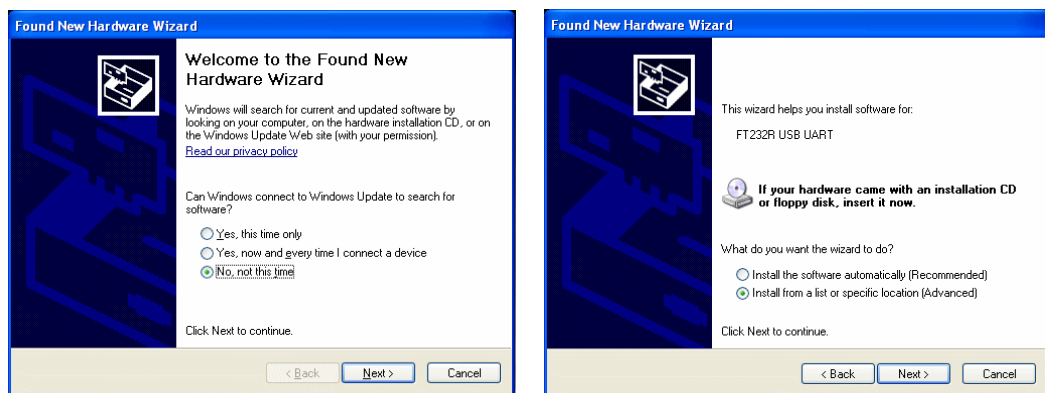 Found New Hardware Wizard
Welcome to the Found New
Hardware Wizard
Windows will search for current and updated software by
looking on your computer, on the hardware installation CD, or on
the Windows Update Web site (with your permission).
Read our privacy policy
Can Windows connect to Windows Update to search for
software?
Yes, this time only
Yes, now and every time I connect a device
No, not this time
Click Next to continue.
< Back
Next >
Cancel
Found New Hardware Wizard
This wizard helps you install software for:
FT232R USB UART
If your hardware came with an installation CD
or floppy disk, insert it now.
What do you want the wizard to do?
Install the software automatically (Recommended)
Install from a list or specific location (Advanced)
Click Next to continue.
< Back
Next >
Cancel